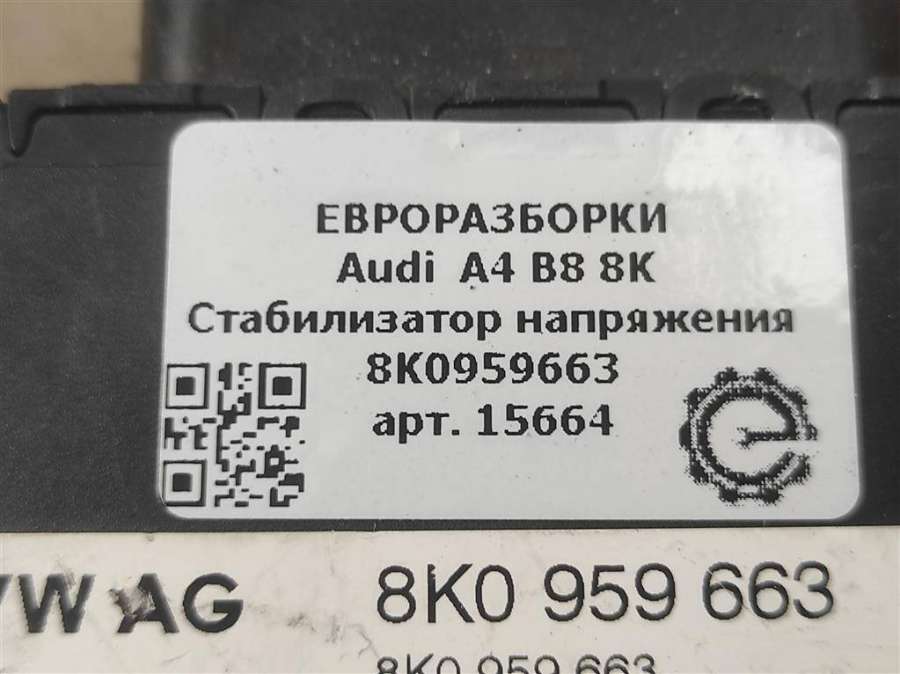 ЕВРОРАЗБОРКИ
Audi A4 B8 8K
Стабилизатор напряжения
8K0959663
арт. 15664
VW AG 8K0 959 663
8K0 959 663